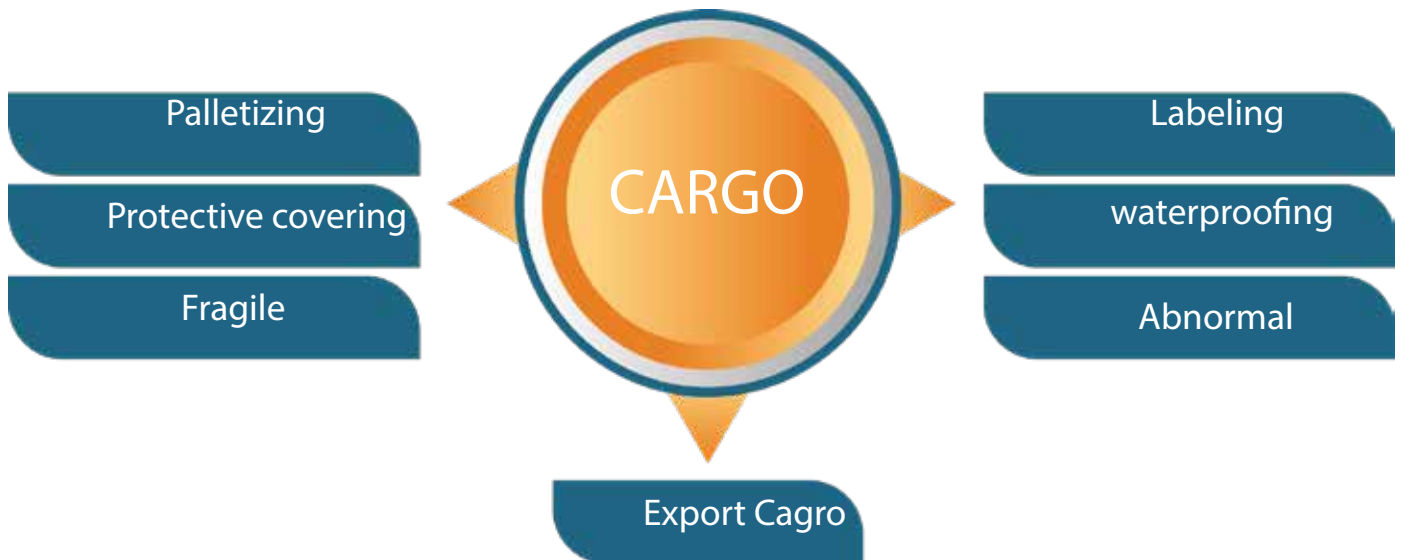 Palletizing
Protective covering
Fragile
CARGO
Labeling
waterproofing
Abnormal
Export Cagro